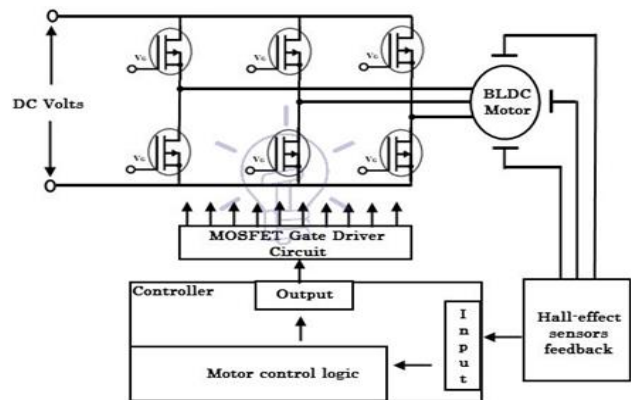 VG
VG
VG
BLDC
Motor
DC Volts
VG
VG
VG
MOSFET Gate Driver
Circuit
Controller
Output
Input
Hall-effect
sensors
feedback
Motor control logic